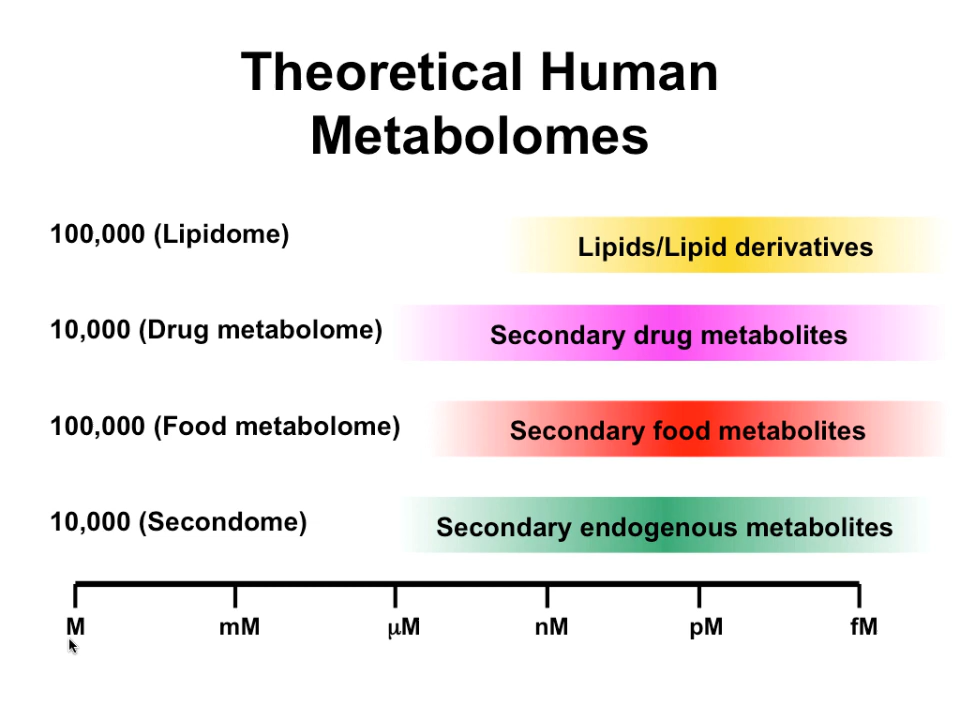 Theoretical Human
Metabolomes
100,000 (Lipidome)
Lipids/Lipid derivatives
10,000 (Drug metabolome)
Secondary drug metabolites
100,000 (Food metabolome)
Secondary food metabolites
10,000 (Secondome)
Secondary endogenous metabolites
M mM μM nM pM fM